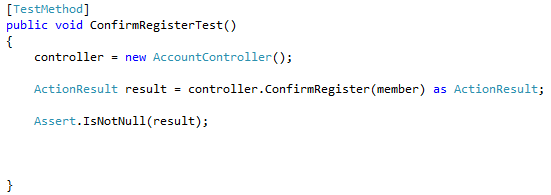 [TestMethod]
public void ConfirmRegisterTest()
{
controller = new AccountController();
ActionResult result = controller.ConfirmRegister(member) as ActionResult;
Assert.IsNotNull(result);
}